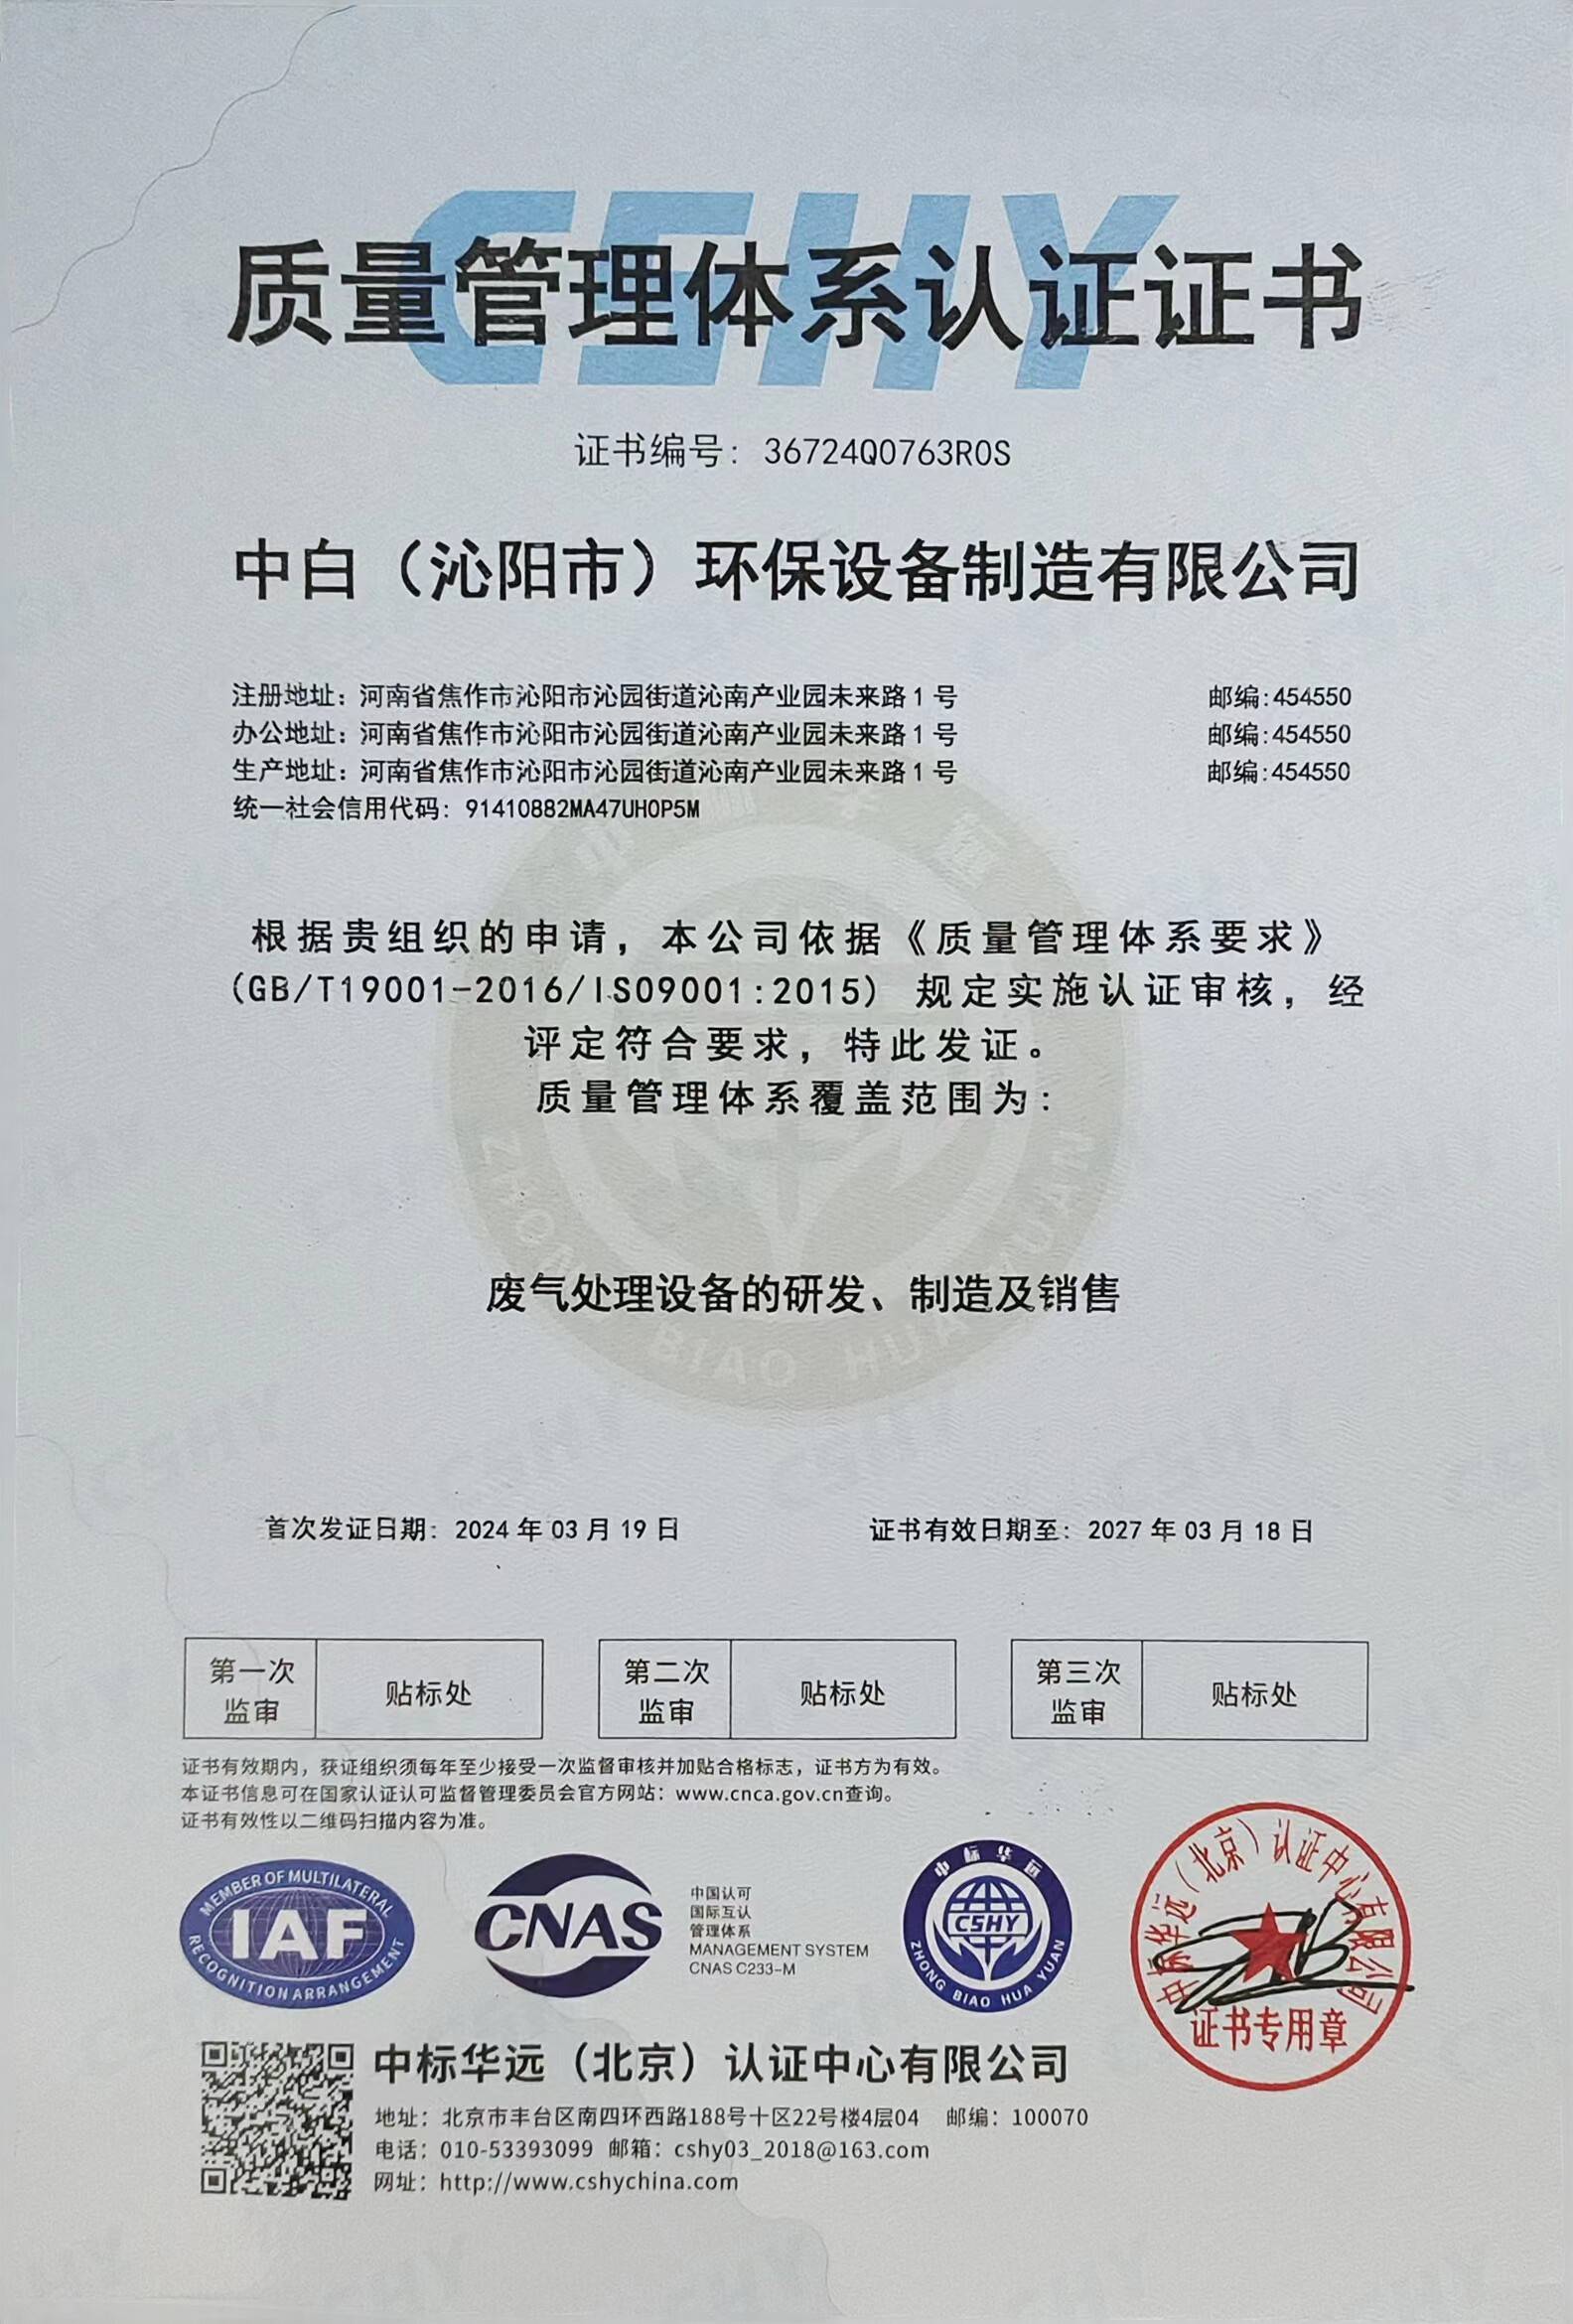 CSHY
质量管理体系认证证书
证书编号：36724Q0763R0S
中白（沁阳市）环保设备制造有限公司
注册地址：河南省焦作市沁阳市沁园街道沁南产业园未来路1号 邮编:454550
办公地址：河南省焦作市沁阳市沁园街道沁南产业园未来路1号 邮编:454550
生产地址：河南省焦作市沁阳市沁园街道沁南产业园未来路1号 邮编:454550
统一社会信用代码：91410882MA47UH0P5M
根据贵组织的申请，本公司依据《质量管理体系要求》
(GB/T19001-2016/ISO9001:2015) 规定实施认证审核，经
评定符合要求，特此发证。
质量管理体系覆盖范围为：
废气处理设备的研发、制造及销售
首次发证日期：2024 年 03 月 19 日 证书有效日期至：2027 年 03 月 18 日
第一次
监审
贴标处
第二次
监审
贴标处
第三次
监审
贴标处
证书有效期内，获证组织须每年至少接受一次监督审核并加贴合格标志，证书方为有效。
本证书信息可在国家认证认可监督管理委员会官方网站：www.cnca.gov.cn查询。
证书有效性以二维码扫描内容为准。
MEMBER OF MULTILATERAL
IAF
RECOGNITION ARRANGEMENT
CNAS
中国认可
国际互认
管理体系
MANAGEMENT SYSTEM
CNAS C233-M
中标华远
CSHY
ZHONG BIAO HUA YUAN
中标华远（北京）认证中心有限公司
证书专用章
中标华远（北京）认证中心有限公司
地址：北京市丰台区南四环西路188号十区22号楼4层04 邮编：100070
电话：010-53393099 邮箱：cshy03_2018@163.com
网址：http://www.cshychina.com